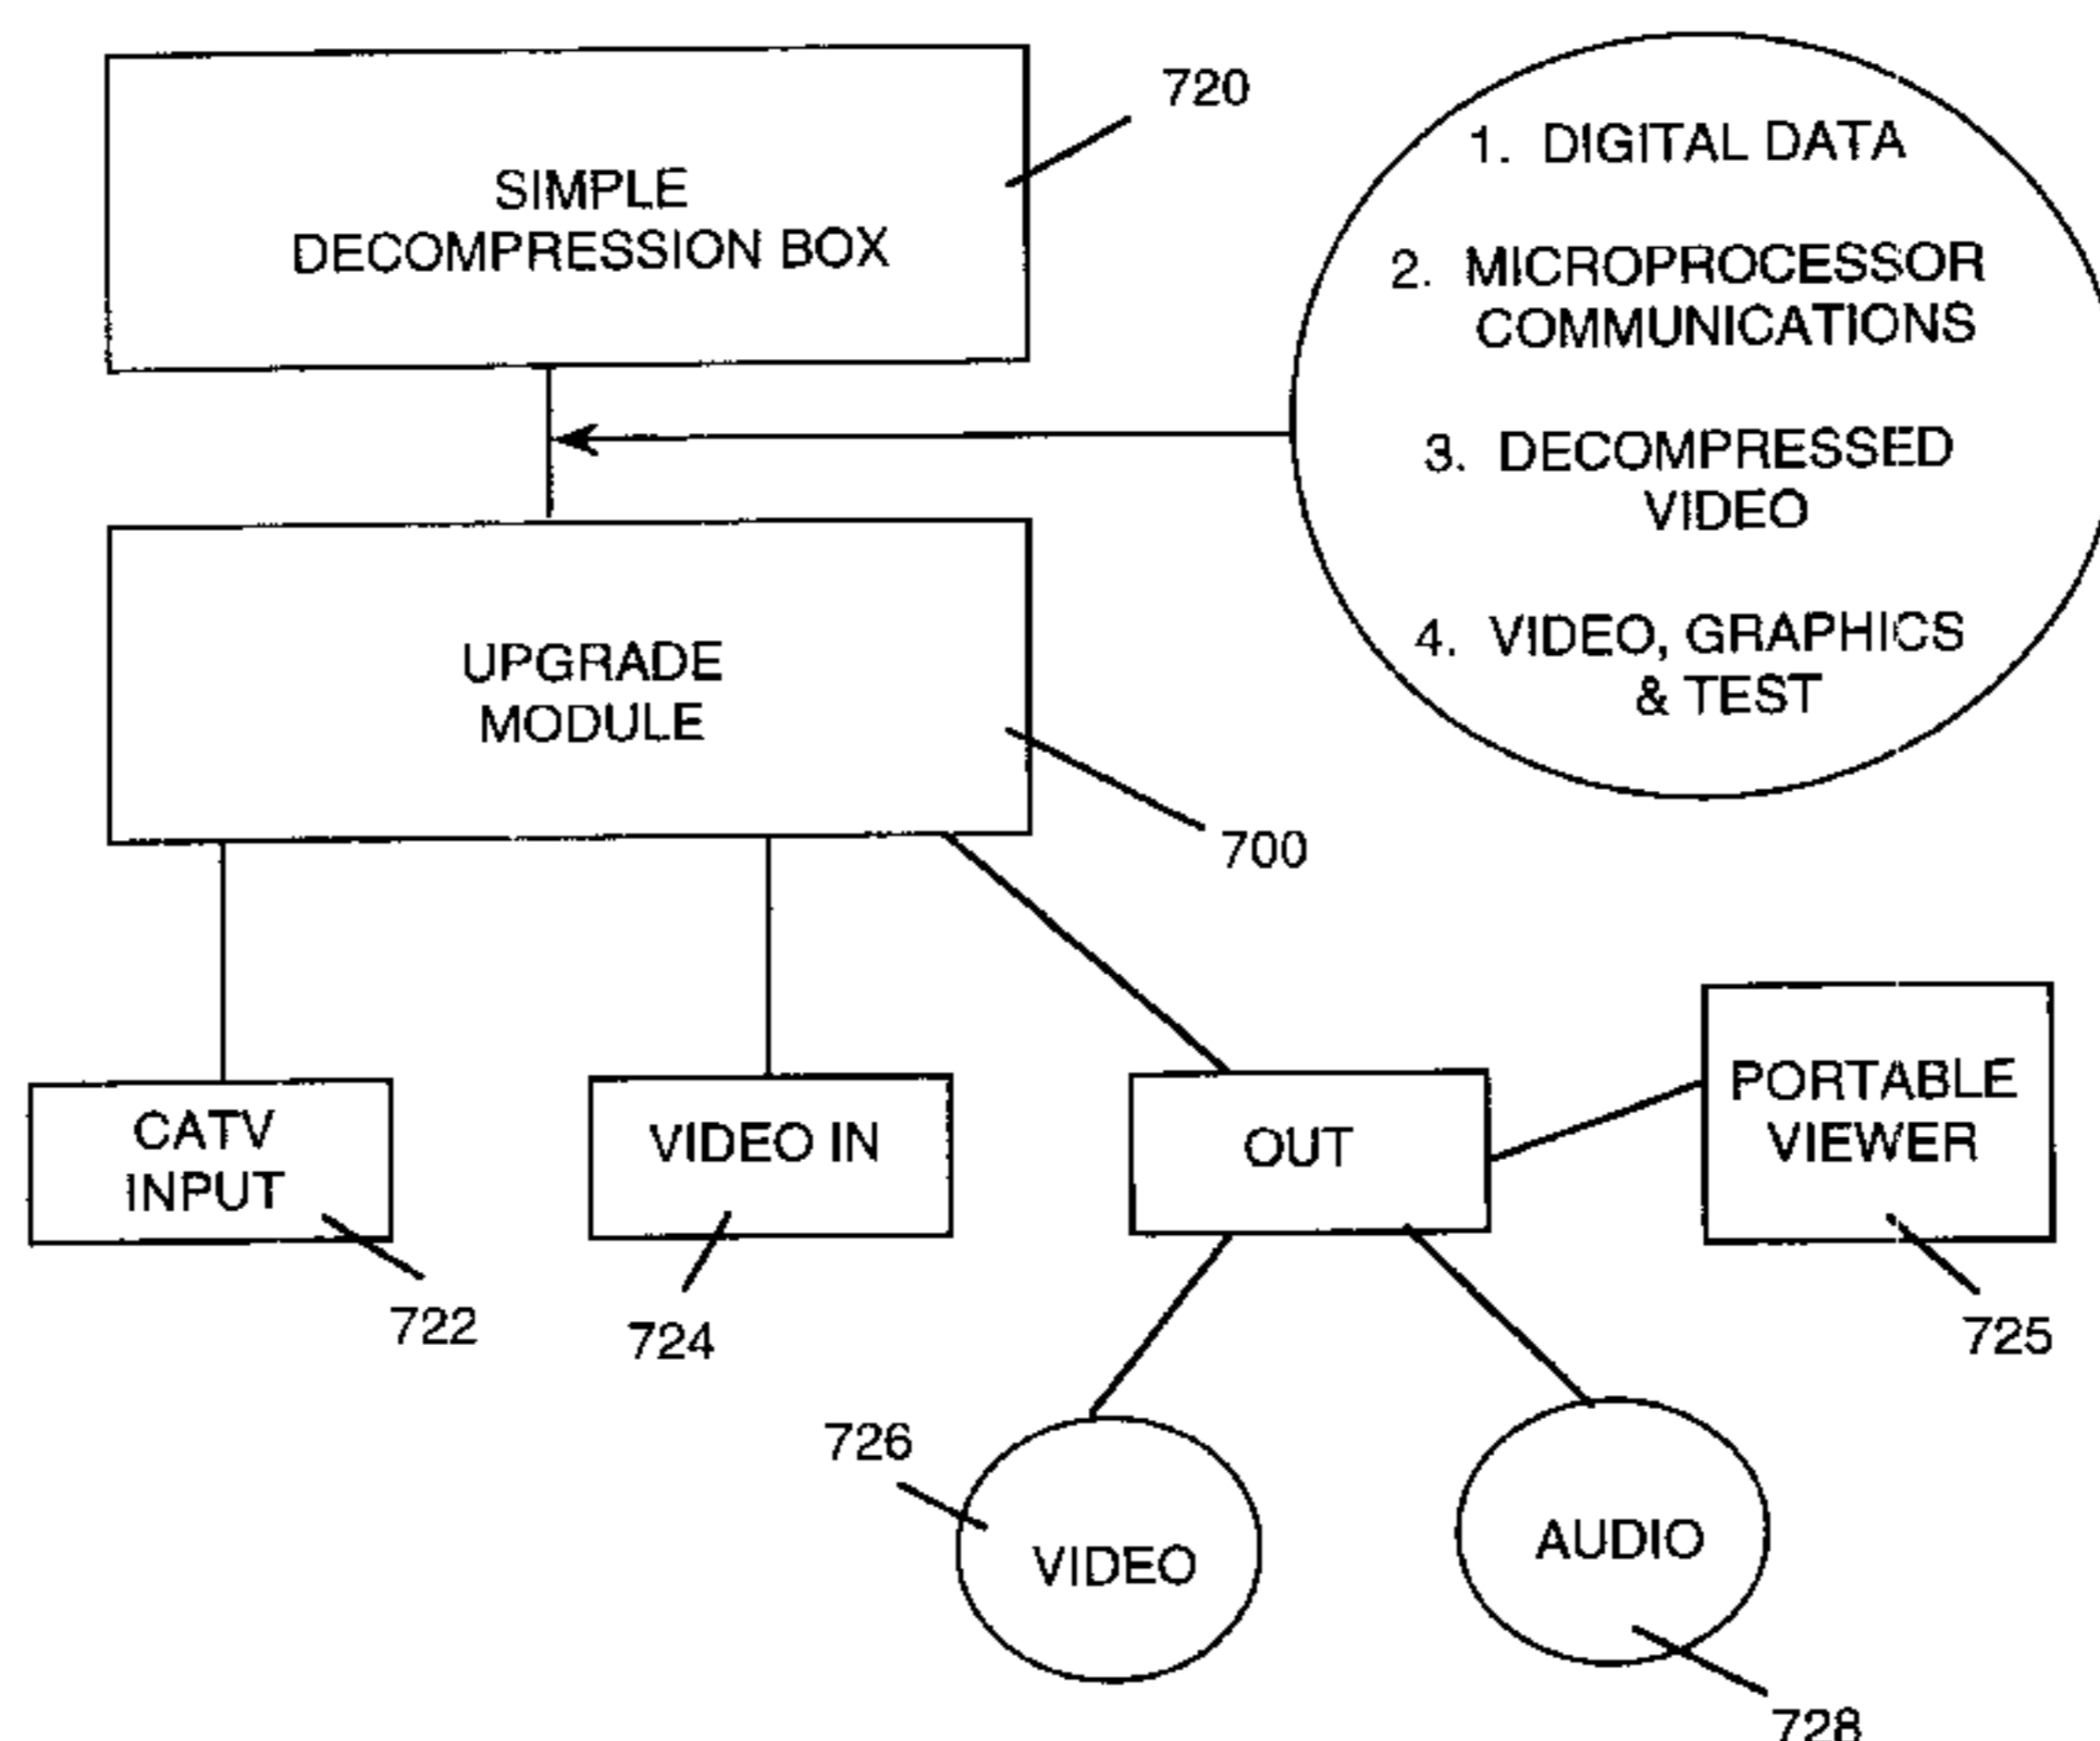 SIMPLE
DECOMPRESSION BOX
720
1. DIGITAL DATA
2. MICROPROCESSOR
COMMUNICATIONS
3. DECOMPRESSED
VIDEO
4. VIDEO, GRAPHICS
& TEST
UPGRADE
MODULE
700
CATV
INPUT
722
VIDEO IN
724
OUT
PORTABLE
VIEWER
725
726
VIDEO
AUDIO
728